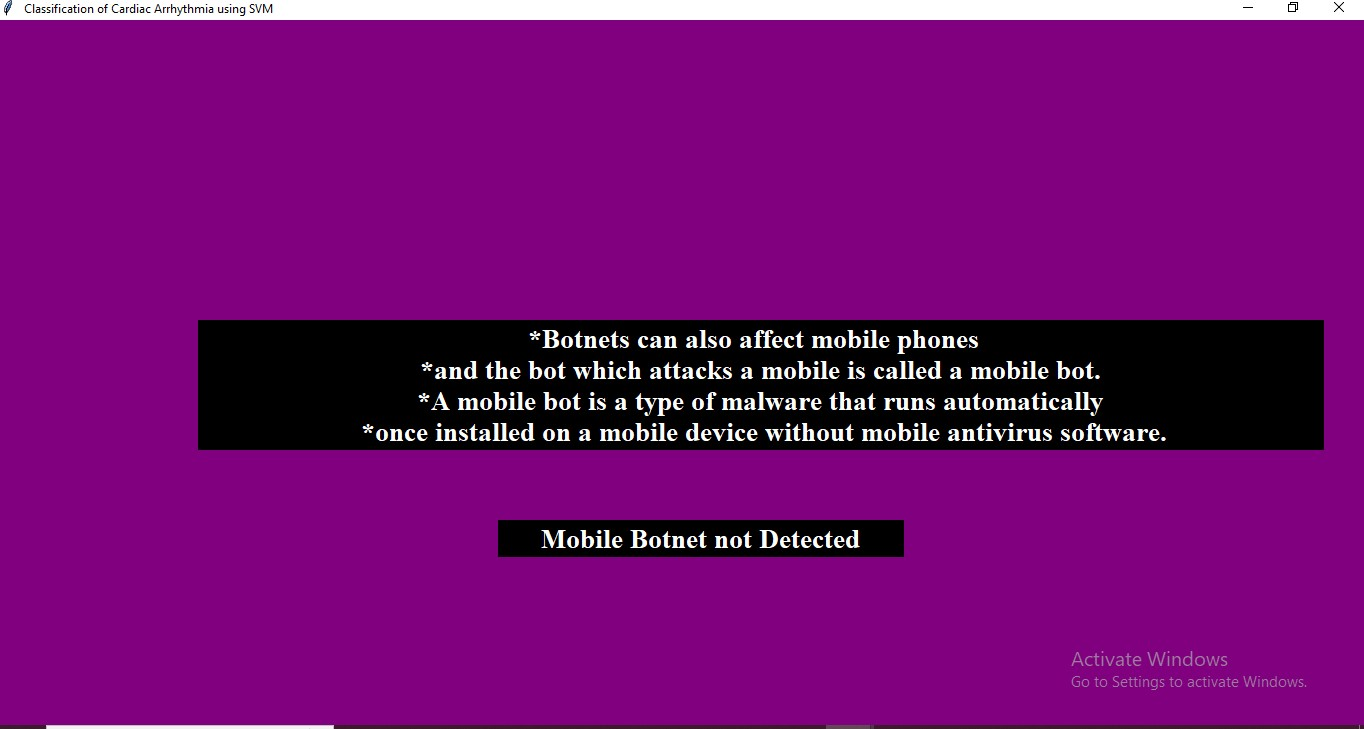 Classification of Cardiac Arrhythmia using SVM
*Botnets can also affect mobile phones
*and the bot which attacks a mobile is called a mobile bot.
*A mobile bot is a type of malware that runs automatically
*once installed on a mobile device without mobile antivirus software.
Mobile Botnet not Detected
Activate Windows
Go to Settings to activate Windows.